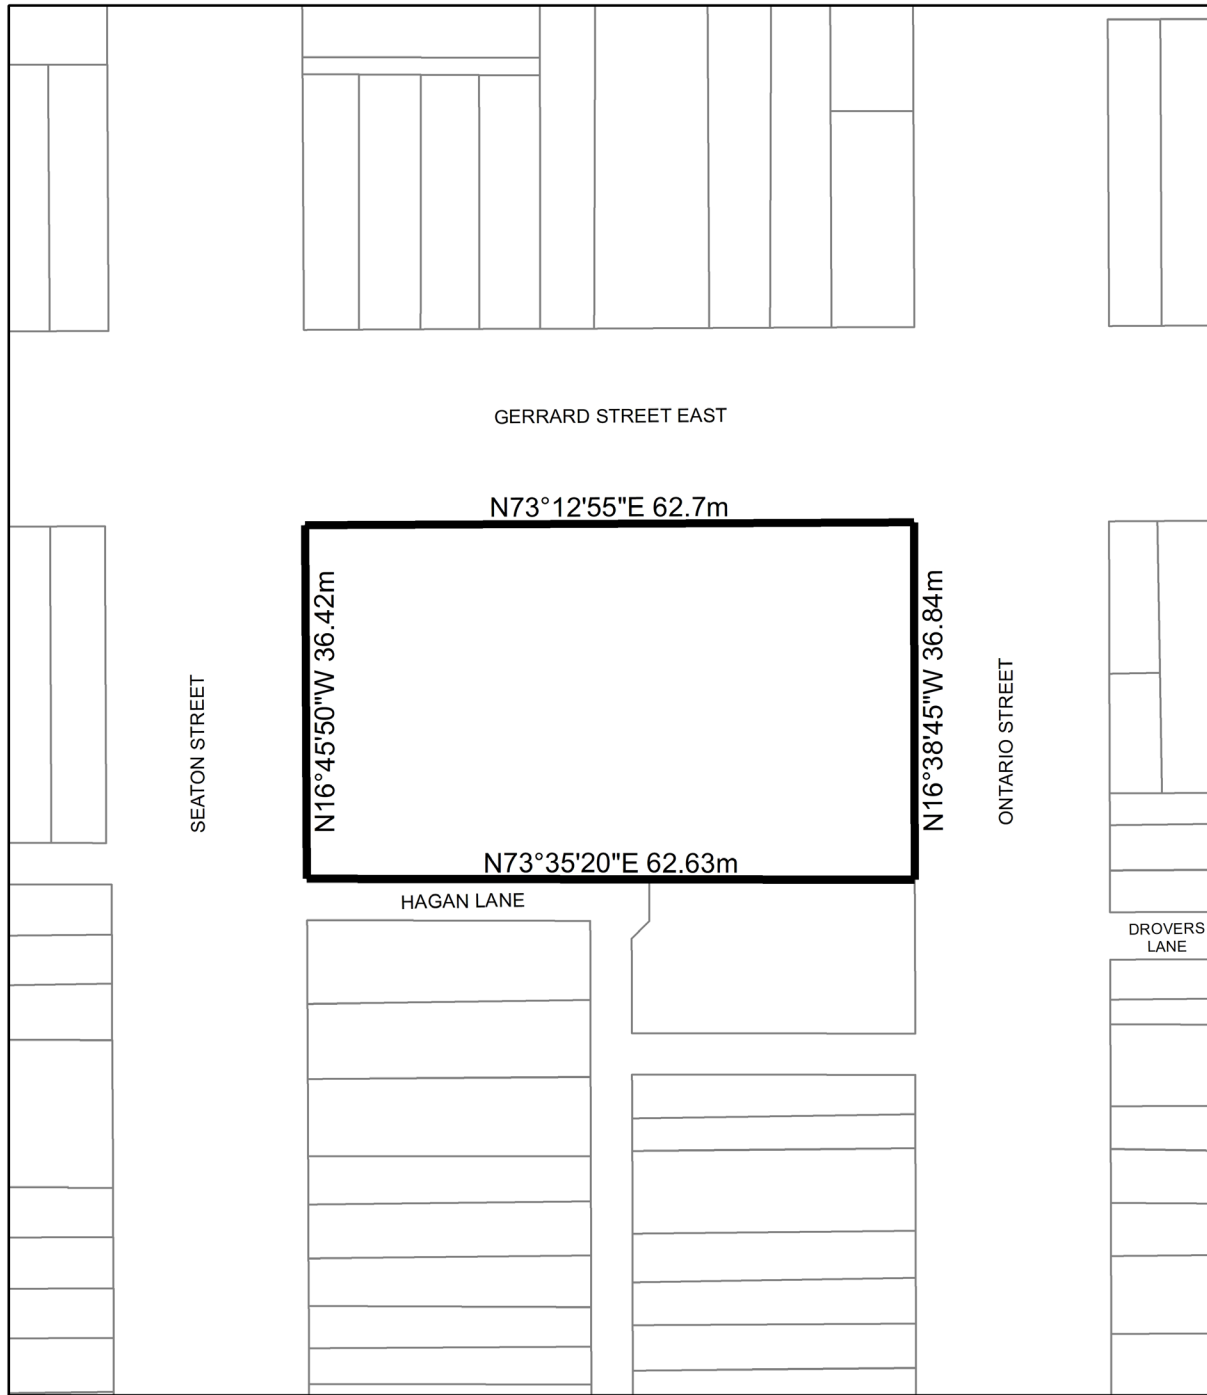 GERRARD STREET EAST
N73°12'55"E 62.7m
N16°45'50"W 36.42m
N16°38'45"W 36.84m
SEATON STREET
ONTARIO STREET
N73°35'20"E 62.63m
HAGAN LANE
DROVERS
LANE